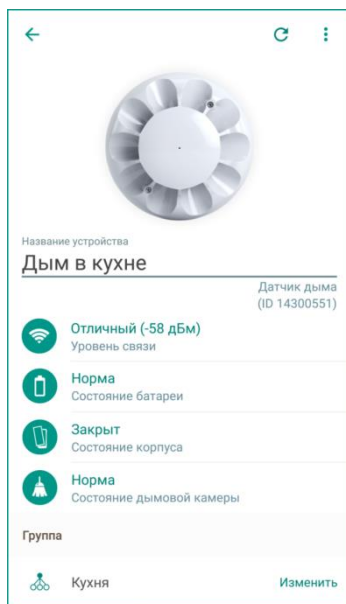 Название устройства
Дым в кухне
Датчик дыма
(ID 14300551)
Отличный (-58 дБм)
Уровень связи
Норма
Состояние батареи
Закрыт
Состояние корпуса
Норма
Состояние дымовой камеры
Группа
Кухня Изменить